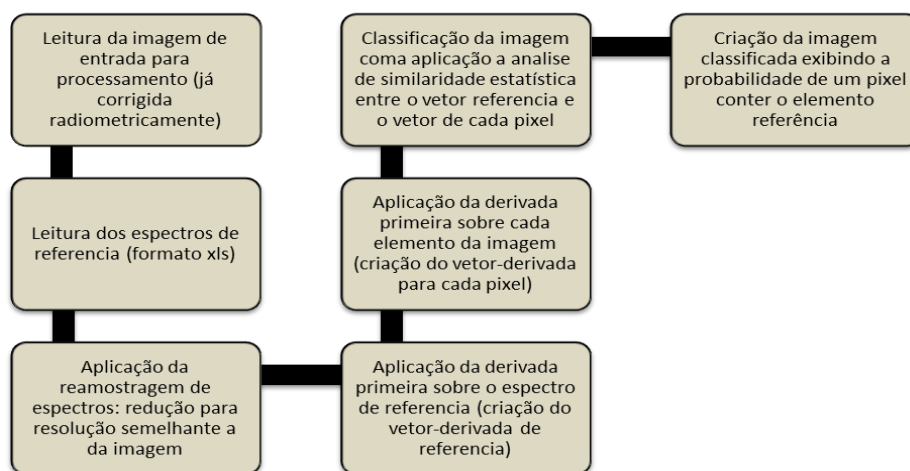 Leitura da imagem de
entrada para
processamento (já
corrigida
radiometricamente)
Leitura dos espectros de
referencia (formato xls)
Aplicação da
reamostragem de
espectros: redução para
resolução semelhante a
da imagem
Aplicação da derivada
primeira sobre o espectro
de referencia (criação do
vetor-derivada de
referencia)
Aplicação da derivada
primeira sobre cada
elemento da imagem
(criação do vetor-derivada
para cada pixel)
Classificação da imagem
coma aplicação a analise
de similaridade estatística
entre o vetor referencia e
o vetor de cada pixel
Criação da imagem
classificada exibindo a
probabilidade de um pixel
conter o elemento
referência